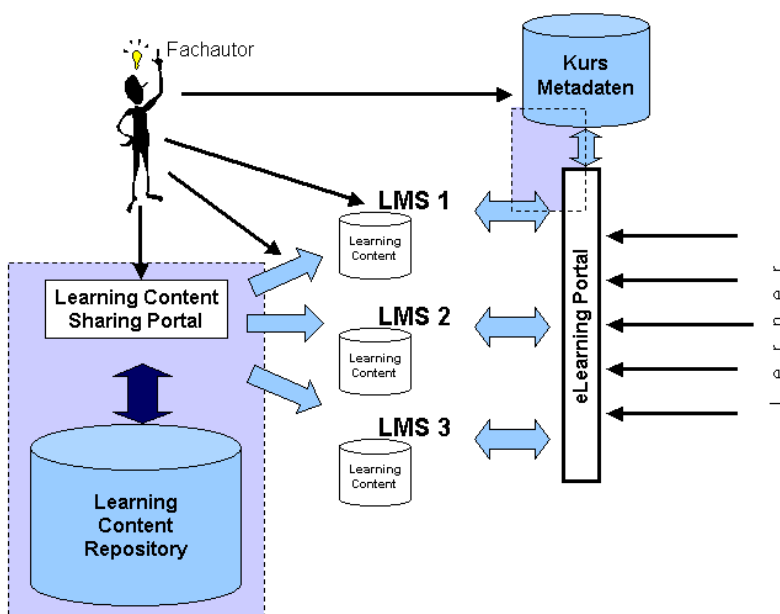 Fachautor
Kurs
Metadaten
LMS 1
Learning
Content
Learning Content
Sharing Portal
LMS 2
Learning
Content
eLearning Portal
LMS 3
Learning
Content
Learning
Content
Repository